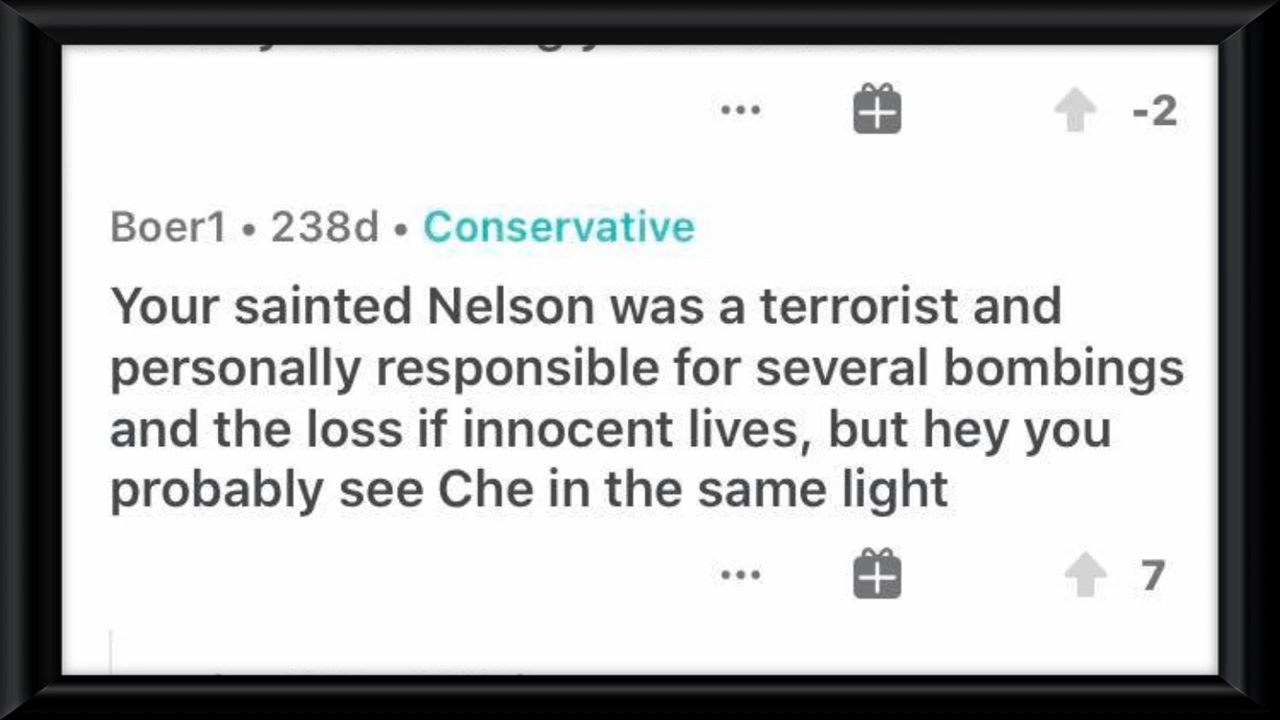 -2
Boer1 • 238d • Conservative
Your sainted Nelson was a terrorist and
personally responsible for several bombings
and the loss if innocent lives, but hey you
probably see Che in the same light
7